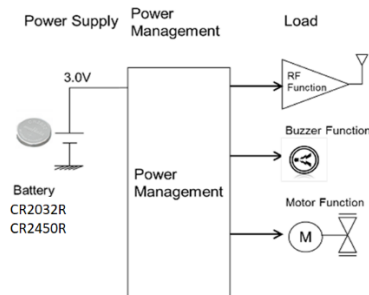 Power Supply
Power
Management
Load
3.0V
RF
Function
Buzzer Function
Battery
CR2032R
CR2450R
Power
Management
Motor Function
M